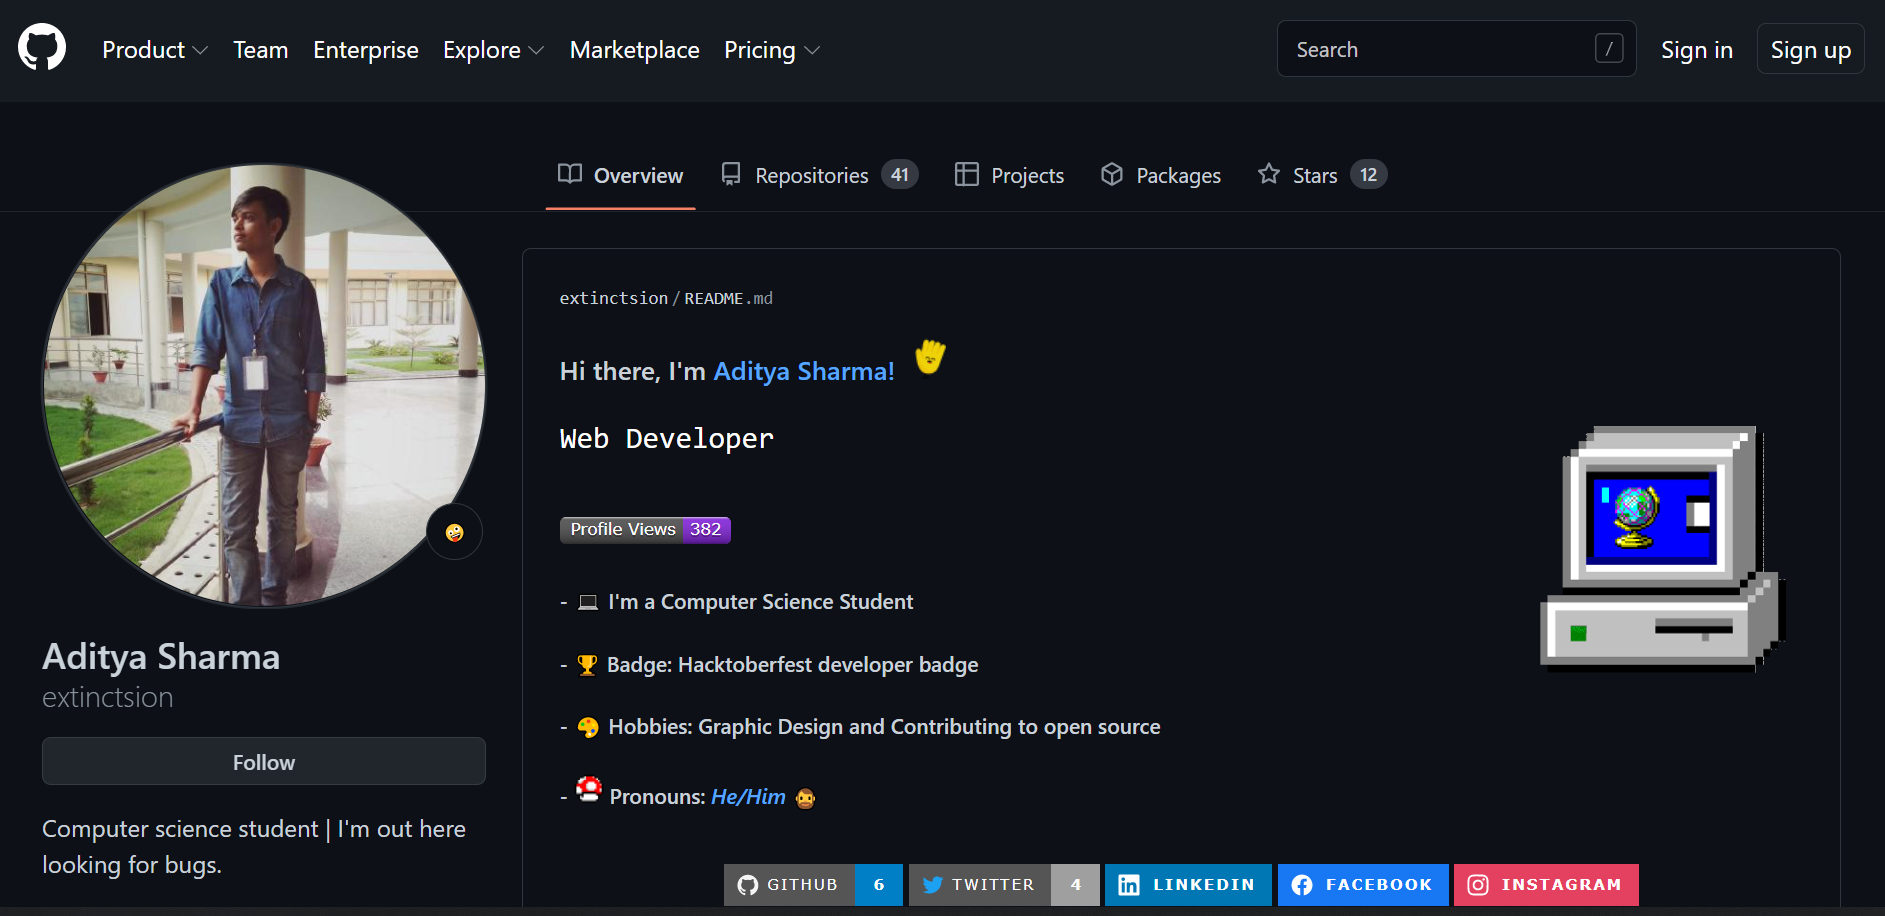 Product Team Enterprise Explore Marketplace Pricing Search / Sign in Sign up
Overview Repositories 41 Projects Packages Stars 12
extinctsion / README.md
Hi there, I'm Aditya Sharma!
Web Developer
Profile Views 382
- I'm a Computer Science Student
- Badge: Hacktoberfest developer badge
- Hobbies: Graphic Design and Contributing to open source
- Pronouns: He/Him
GITHUB 6 TWITTER 4 LINKEDIN FACEBOOK INSTAGRAM
Aditya Sharma
extinctsion
Follow
Computer science student | I'm out here
looking for bugs.